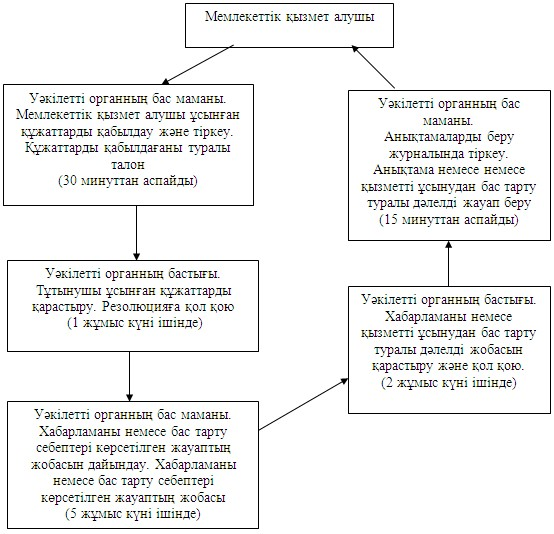 Мемлекеттік қызмет алушы
Уәкілетті органның бас маманы.
Мемлекеттік қызмет алушы ұсынған
құжаттарды қабылдау және тіркеу.
Құжаттарды қабылдағаны туралы
талон
(30 минуттан аспайды)
Уәкілетті органның бастығы.
Тұтынушы ұсынған құжаттарды
қарастыру. Резолюцияға қол қою
(1 жұмыс күні ішінде)
Уәкілетті органның бас маманы.
Хабарламаны немесе бас тарту
себептері көрсетілген жауаптың
жобасын дайындау. Хабарламаны
немесе бас тарту себептері
көрсетілген жауаптың жобасы
(5 жұмыс күні ішінде)
Уәкілетті органның бастығы.
Хабарламаны немесе
қызметті ұсынудан бас тарту
туралы дәлелді жобасын
қарастыру және қол қою.
(2 жұмыс күні ішінде)
Уәкілетті органның бас
маманы.
Анықтамаларды беру
журналында тіркеу.
Анықтама немесе немесе
қызметті ұсынудан бас тарту
туралы дәлелді жауап беру
(15 минуттан аспайды)